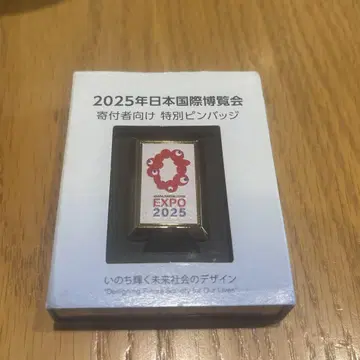 2025年日本国際博覧会
寄付者向け 特別ピンバッジ
EXPO
2025
いのち輝く未来社会のデザイン
"Designing Future Society for Our Lives"